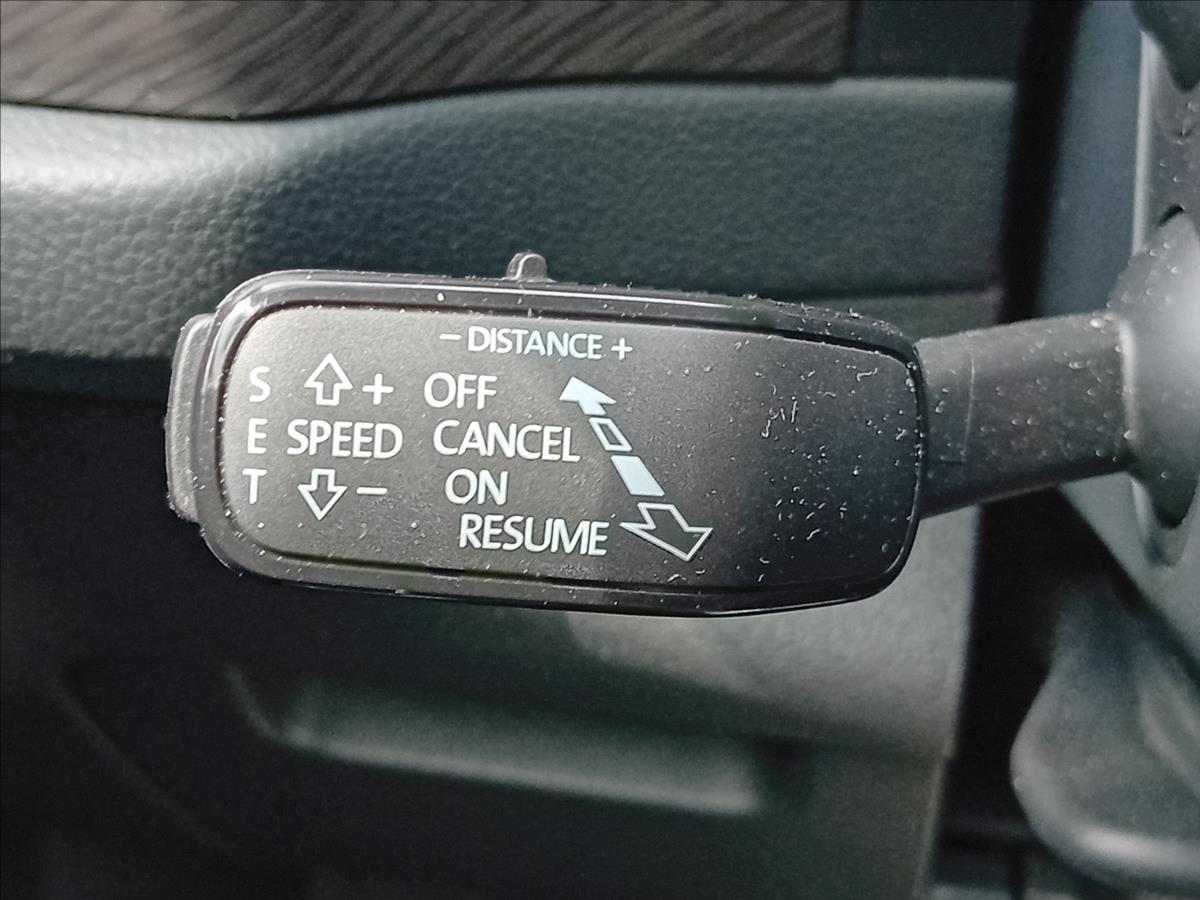 − DISTANCE +
S + OFF
E SPEED CANCEL
T − ON
RESUME